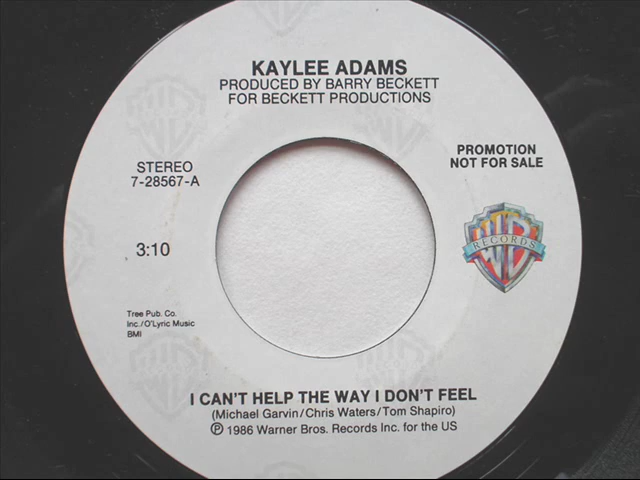 KAYLEE ADAMS
PRODUCED BY BARRY BECKETT
FOR BECKETT PRODUCTIONS
PROMOTION
NOT FOR SALE
STEREO
7-28567-A
RECORDS
3:10
Tree Pub. Co.
Inc./O'Lyric Music
BMI
I CAN'T HELP THE WAY I DON'T FEEL
(Michael Garvin/Chris Waters/Tom Shapiro)
℗ 1986 Warner Bros. Records Inc. for the US